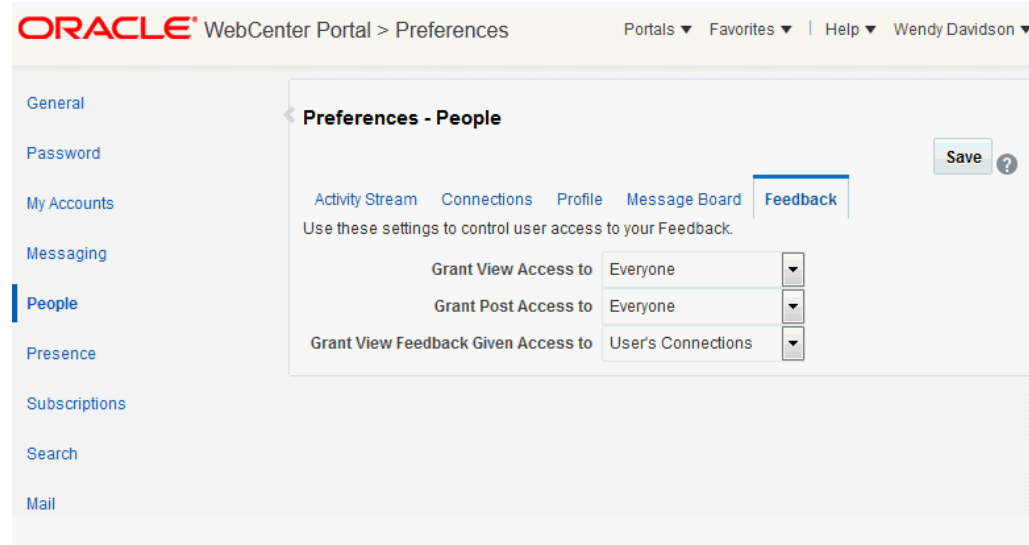 ORACLE WebCenter Portal > Preferences Portals Favorites Help Wendy Davidson
General
Password
My Accounts
Messaging
People
Presence
Subscriptions
Search
Mail
Preferences - People
Save ?
Activity Stream Connections Profile Message Board Feedback
Use these settings to control user access to your Feedback.
Grant View Access to Everyone
Grant Post Access to Everyone
Grant View Feedback Given Access to User's Connections